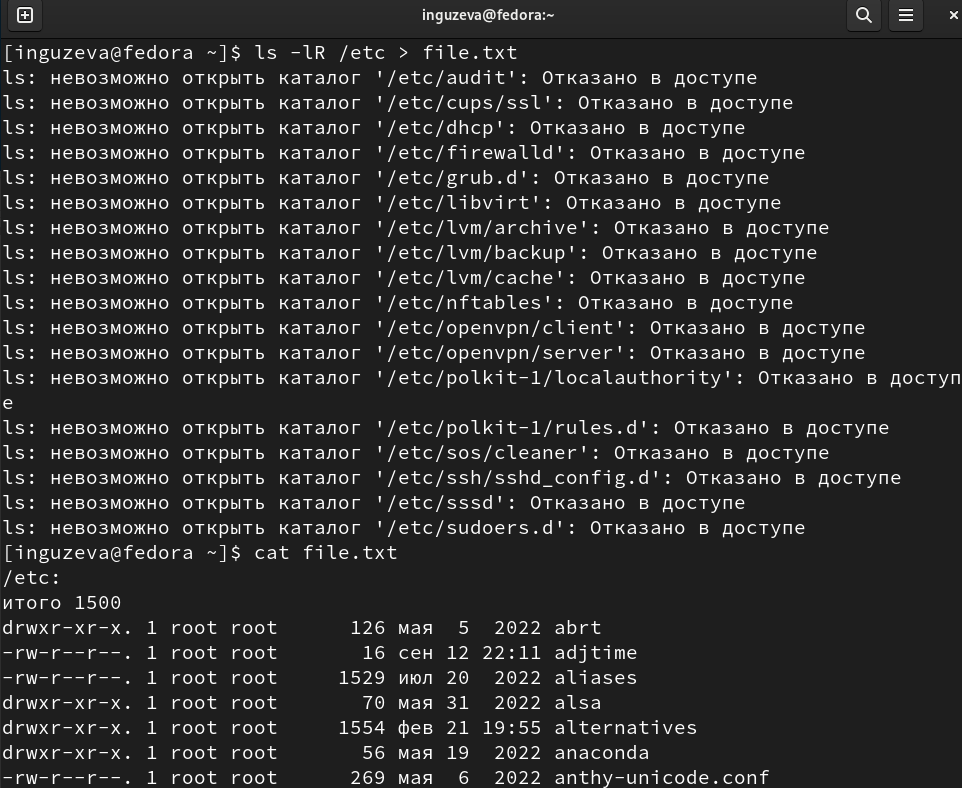 inguzeva@fedora:~
[inguzeva@fedora ~]$ ls -lR /etc > file.txt
ls: невозможно открыть каталог '/etc/audit': Отказано в доступе
ls: невозможно открыть каталог '/etc/cups/ssl': Отказано в доступе
ls: невозможно открыть каталог '/etc/dhcp': Отказано в доступе
ls: невозможно открыть каталог '/etc/firewalld': Отказано в доступе
ls: невозможно открыть каталог '/etc/grub.d': Отказано в доступе
ls: невозможно открыть каталог '/etc/libvirt': Отказано в доступе
ls: невозможно открыть каталог '/etc/lvm/archive': Отказано в доступе
ls: невозможно открыть каталог '/etc/lvm/backup': Отказано в доступе
ls: невозможно открыть каталог '/etc/lvm/cache': Отказано в доступе
ls: невозможно открыть каталог '/etc/nftables': Отказано в доступе
ls: невозможно открыть каталог '/etc/openvpn/client': Отказано в доступе
ls: невозможно открыть каталог '/etc/openvpn/server': Отказано в доступе
ls: невозможно открыть каталог '/etc/polkit-1/localauthority': Отказано в доступ
е
ls: невозможно открыть каталог '/etc/polkit-1/rules.d': Отказано в доступе
ls: невозможно открыть каталог '/etc/sos/cleaner': Отказано в доступе
ls: невозможно открыть каталог '/etc/ssh/sshd_config.d': Отказано в доступе
ls: невозможно открыть каталог '/etc/sssd': Отказано в доступе
ls: невозможно открыть каталог '/etc/sudoers.d': Отказано в доступе
[inguzeva@fedora ~]$ cat file.txt
/etc:
итого 1500
drwxr-xr-x. 1 root root      126 мая  5  2022 abrt
-rw-r--r--. 1 root root       16 сен 12 22:11 adjtime
-rw-r--r--. 1 root root     1529 июл 20  2022 aliases
drwxr-xr-x. 1 root root       70 мая 31  2022 alsa
drwxr-xr-x. 1 root root     1554 фев 21 19:55 alternatives
drwxr-xr-x. 1 root root       56 мая 19  2022 anaconda
-rw-r--r--. 1 root root      269 мая  6  2022 anthy-unicode.conf